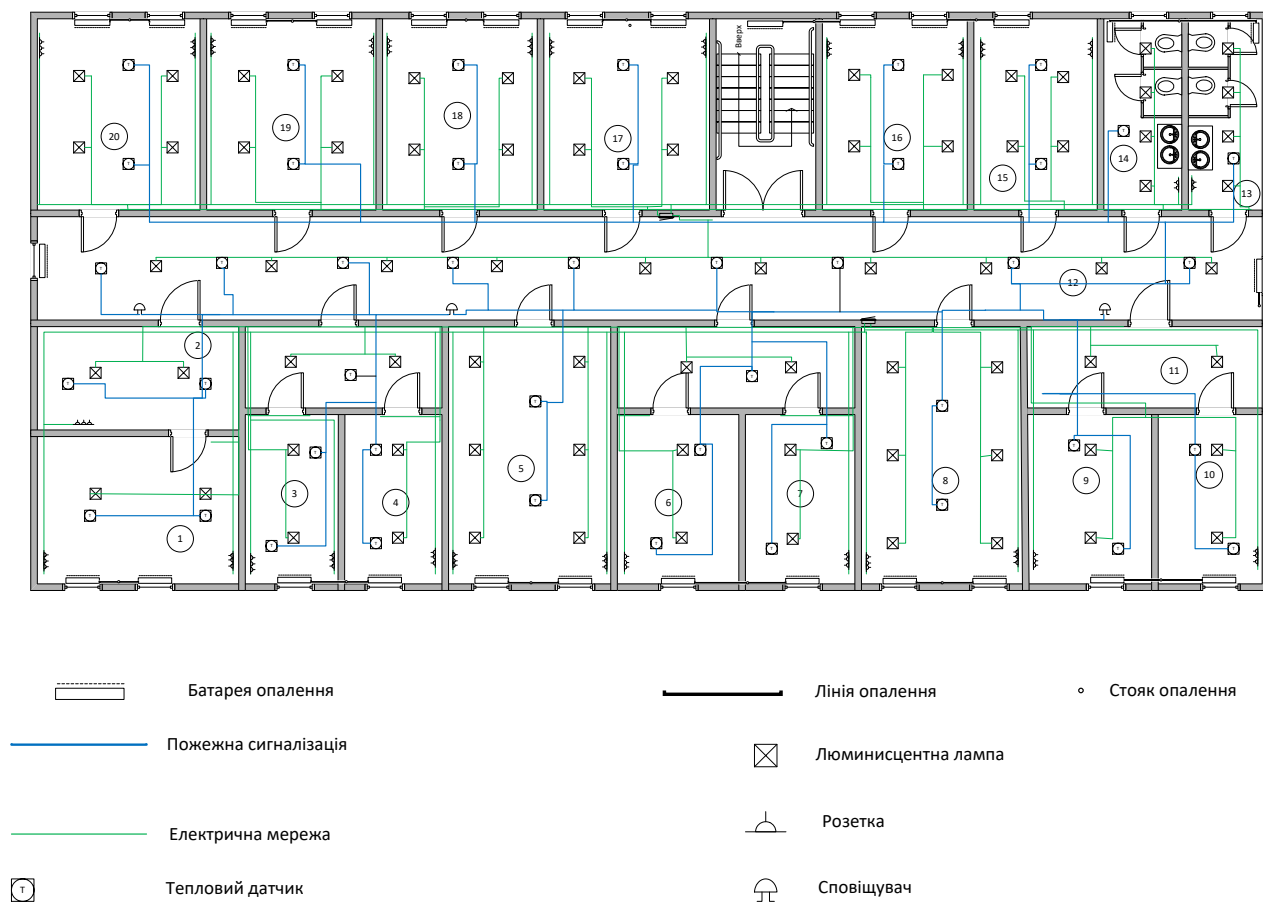 Вверх
20
19
18
17
16
15
14
13
12
2
11
1
3
4
5
6
7
8
9
10
Батарея опалення
Лінія опалення
Стояк опалення
Пожежна сигналізація
Люминисцентна лампа
Розетка
Електрична мережа
Т
Тепловий датчик
Сповіщувач